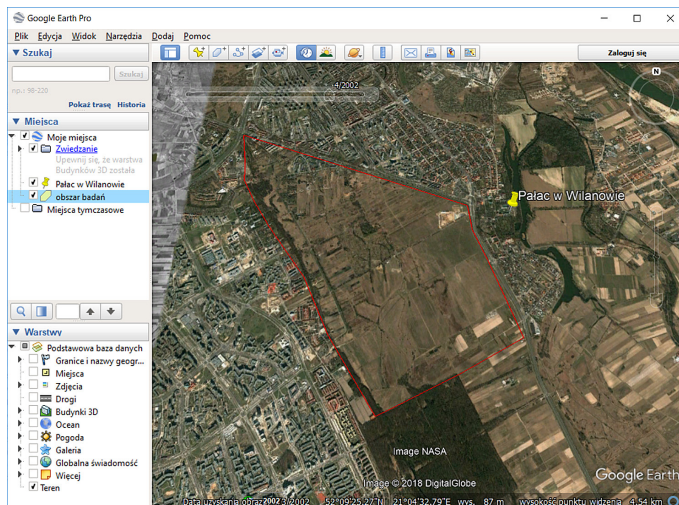 Google Earth Pro
Plik Edycja Widok Narzędzia Dodaj Pomoc
Szukaj
Zaloguj się
Szukaj
np.: 98-220
Pokaż trasę Historia
Miejsca
Moje miejsca
Zwiedzanie
Upewnij się, że warstwa
Budynków 3D została
Pałac w Wilanowie
obszar badań
Miejsca tymczasowe
Warstwy
Podstawowa baza danych
Granice i nazwy geogr...
Miejsca
Zdjęcia
Drogi
Budynki 3D
Ocean
Pogoda
Galeria
Globalna świadomość
Więcej
Teren
4/2002
N
Pałac w Wilanowie
Image NASA
Image © 2018 DigitalGlobe
Google Earth
2002
Data uzyskania obrazu: 3/2002 52°09'25.27"N 21°04'32.79"E wys. 87 m wysokość punktu widzenia 4.54 km